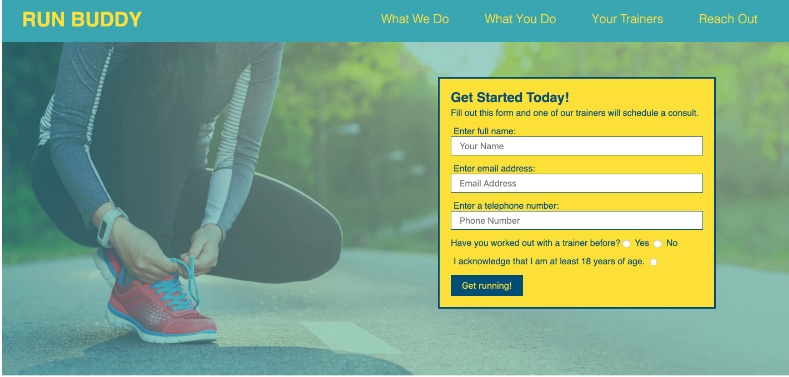 RUN BUDDY
What We Do What You Do Your Trainers Reach Out
Get Started Today!
Fill out this form and one of our trainers will schedule a consult.
Enter full name:
Your Name
Enter email address:
Email Address
Enter a telephone number:
Phone Number
Have you worked out with a trainer before? Yes No
I acknowledge that I am at least 18 years of age.
Get running!